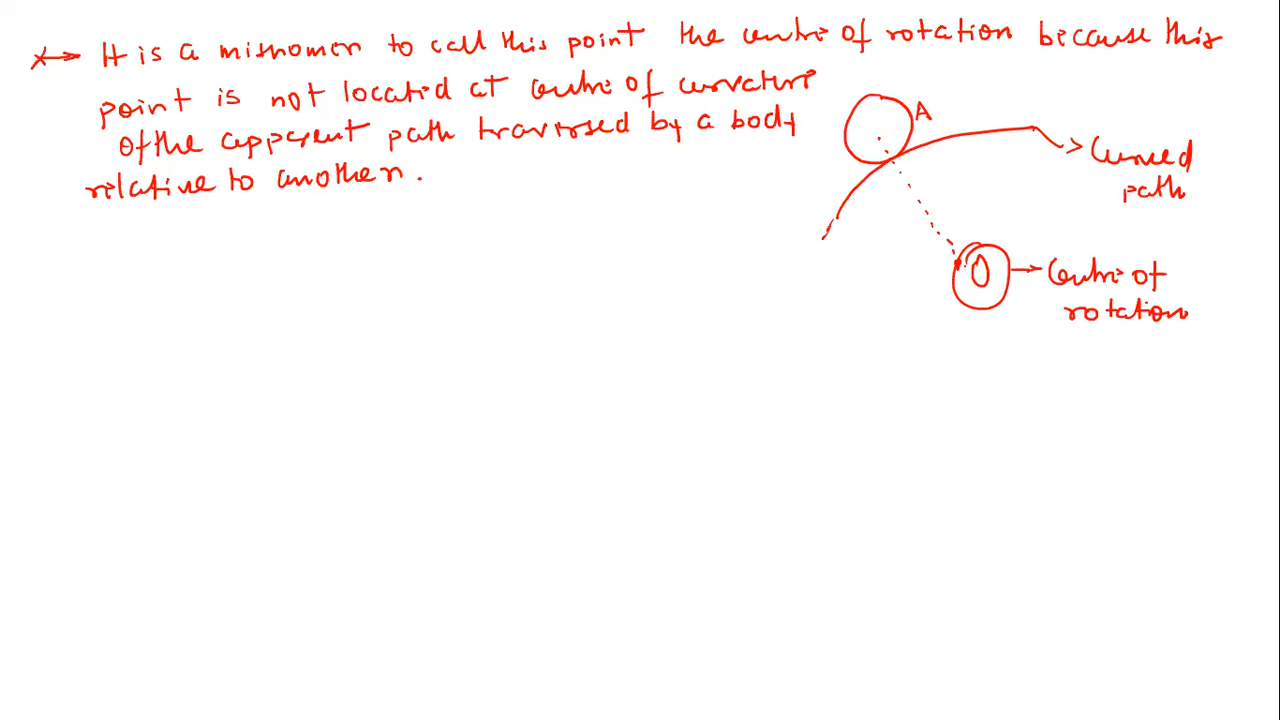 It is a misnomer to call this point the centre of rotation because this
point is not located at centre of curvature
of the apparent path traversed by a body
relative to another.
A
Curved
path
O
Centre of
rotation